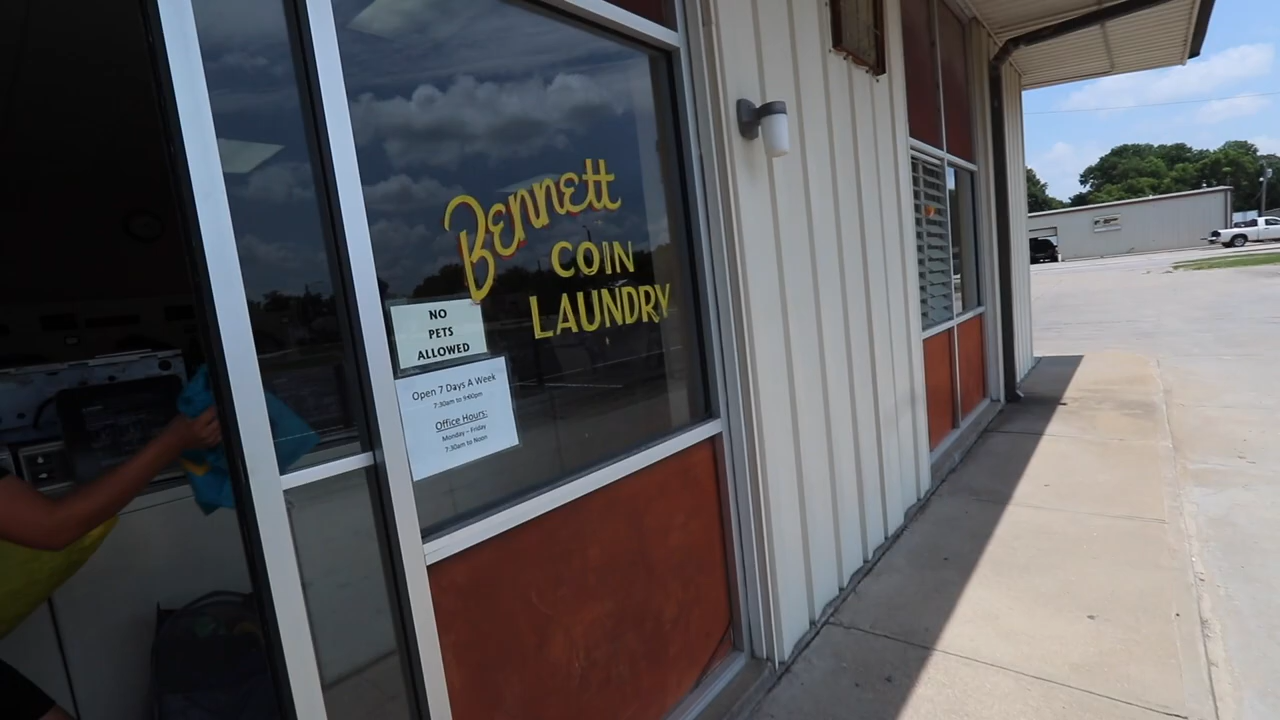 Bennett
COIN
LAUNDRY
NO
PETS
ALLOWED
Open 7 Days A Week
7:30am to 9:00pm
Office Hours:
Monday – Friday
7:30am to Noon